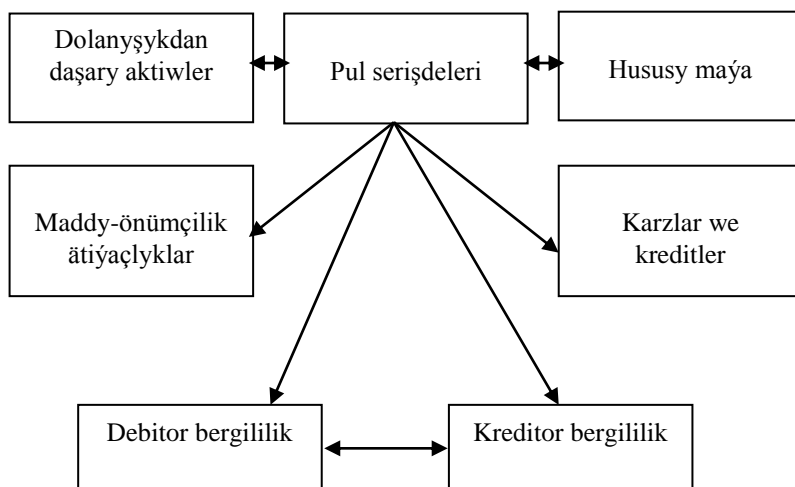 Dolanyşykdan
daşary aktiwler
Pul serişdeleri
Hususy maýa
Maddy-önümçilik
ätiýaçlyklar
Karzlar we
kreditler
Debitor bergililik
Kreditor bergililik